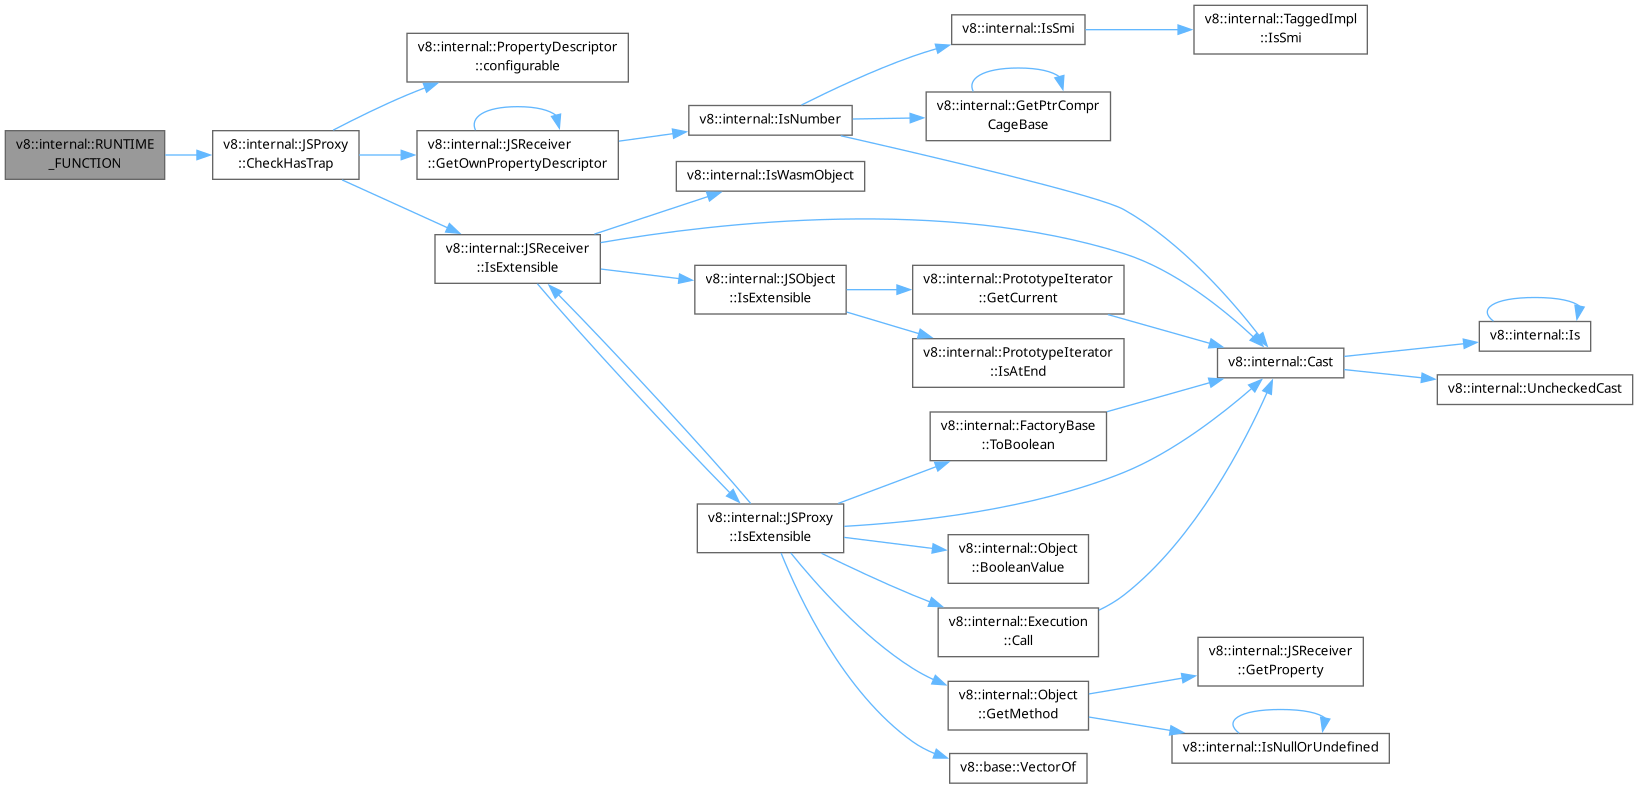 v8::internal::RUNTIME
_FUNCTION
v8::internal::JSProxy
::CheckHasTrap
v8::internal::PropertyDescriptor
::configurable
v8::internal::JSReceiver
::GetOwnPropertyDescriptor
v8::internal::JSReceiver
::IsExtensible
v8::internal::IsNumber
v8::internal::IsWasmObject
v8::internal::JSObject
::IsExtensible
v8::internal::JSProxy
::IsExtensible
v8::internal::IsSmi
v8::internal::GetPtrCompr
CageBase
v8::internal::PrototypeIterator
::GetCurrent
v8::internal::PrototypeIterator
::IsAtEnd
v8::internal::FactoryBase
::ToBoolean
v8::internal::Object
::BooleanValue
v8::internal::Execution
::Call
v8::internal::Object
::GetMethod
v8::base::VectorOf
v8::internal::TaggedImpl
::IsSmi
v8::internal::Cast
v8::internal::JSReceiver
::GetProperty
v8::internal::IsNullOrUndefined
v8::internal::Is
v8::internal::UncheckedCast